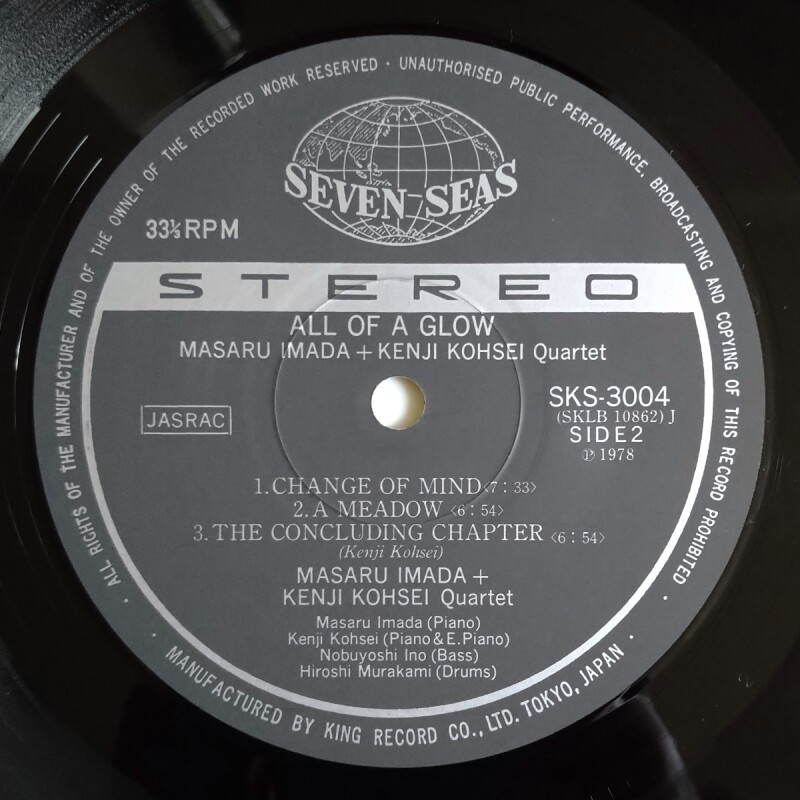 ALL RIGHTS OF THE MANUFACTURER AND OF THE OWNER OF THE RECORDED WORK RESERVED · UNAUTHORISED PUBLIC PERFORMANCE, BROADCASTING AND COPYING OF THIS RECORD PROHIBITED
SEVEN SEAS
33⅓RPM
STEREO
ALL OF A GLOW
MASARU IMADA+KENJI KOHSEI Quartet
JASRAC
SKS-3004
(SKLB 10862) J
SIDE2
℗ 1978
1.CHANGE OF MIND<7:33>
2.A MEADOW <6:54>
3.THE CONCLUDING CHAPTER <6:54>
(Kenji Kohsei)
MASARU IMADA+
KENJI KOHSEI Quartet
Masaru Imada (Piano)
Kenji Kohsei (Piano&E.Piano)
Nobuyoshi Ino (Bass)
Hiroshi Murakami (Drums)
· MANUFACTURED BY KING RECORD CO., LTD. TOKYO, JAPAN ·